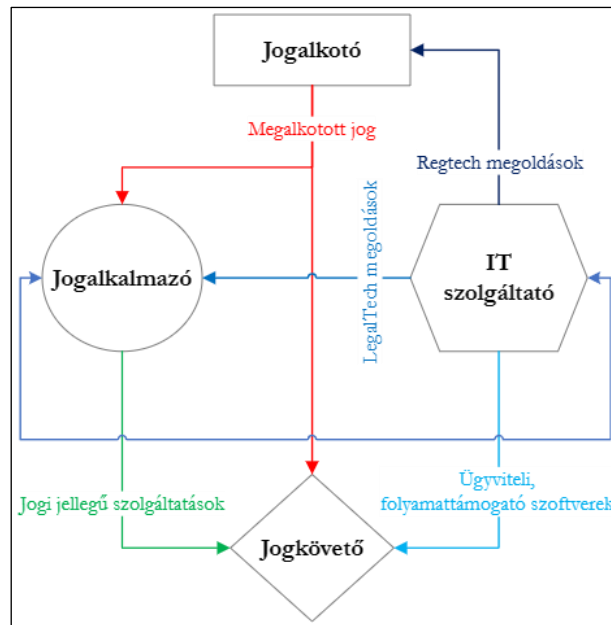 Jogalkotó
Megalkotott jog
Regtech megoldások
Jogalkalmazó
LegalTech megoldások
IT
szolgáltató
Jogi jellegű szolgáltatások
Ügyviteli,
folyamattámogató szoftverek
Jogkövető